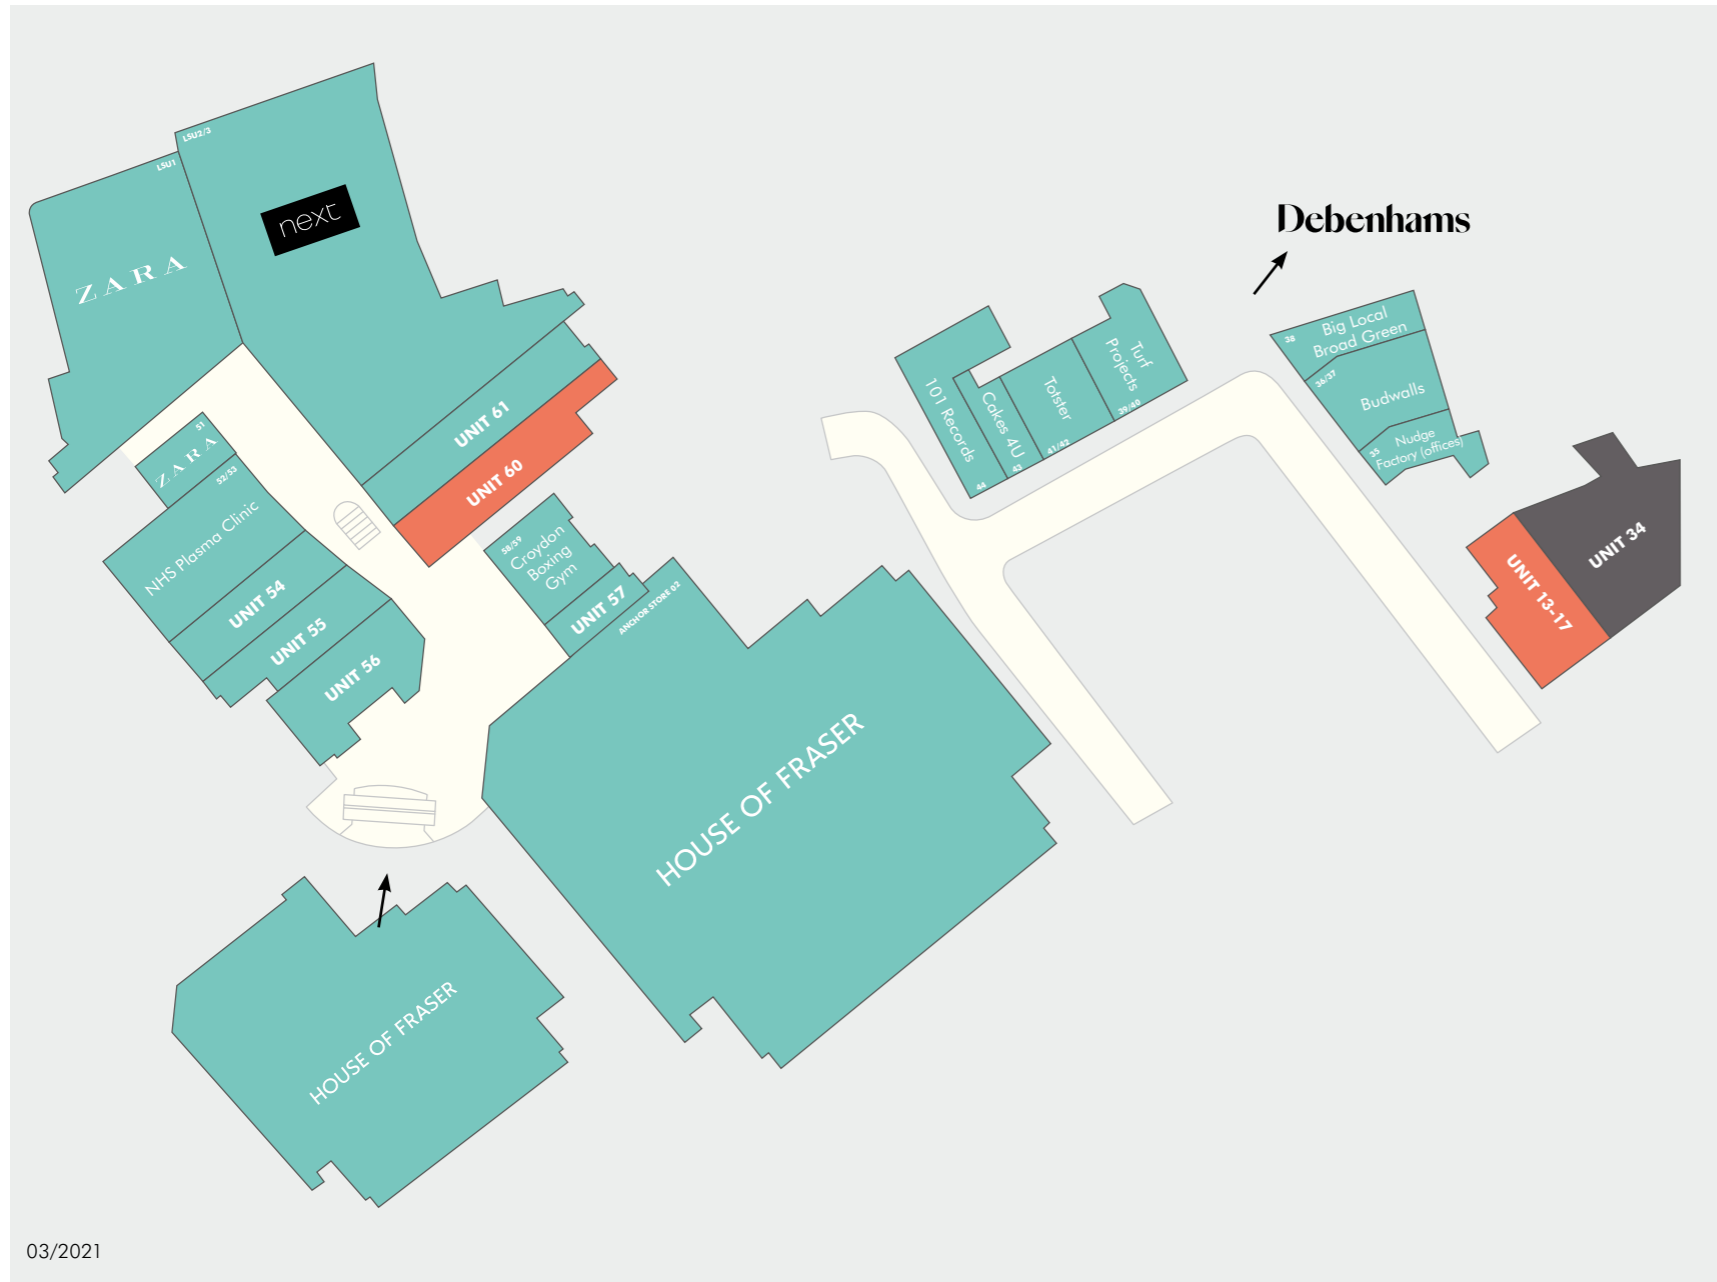 LSU2/3
LSU1
next
ZARA
Debenhams
51
ZARA
52/53
NHS Plasma Clinic
UNIT 54
UNIT 55
UNIT 56
UNIT 61
UNIT 60
58/59
Croydon
Boxing
Gym
UNIT 57
ANCHOR STORE 02
HOUSE OF FRASER
HOUSE OF FRASER
101 Records
44
Cakes 4U
43
Totster
41/42
Turf
Projects
39/40
38
Big Local
Broad Green
36/37
Budwalls
35
Nudge
Factory (offices)
UNIT 34
UNIT 13-17
03/2021